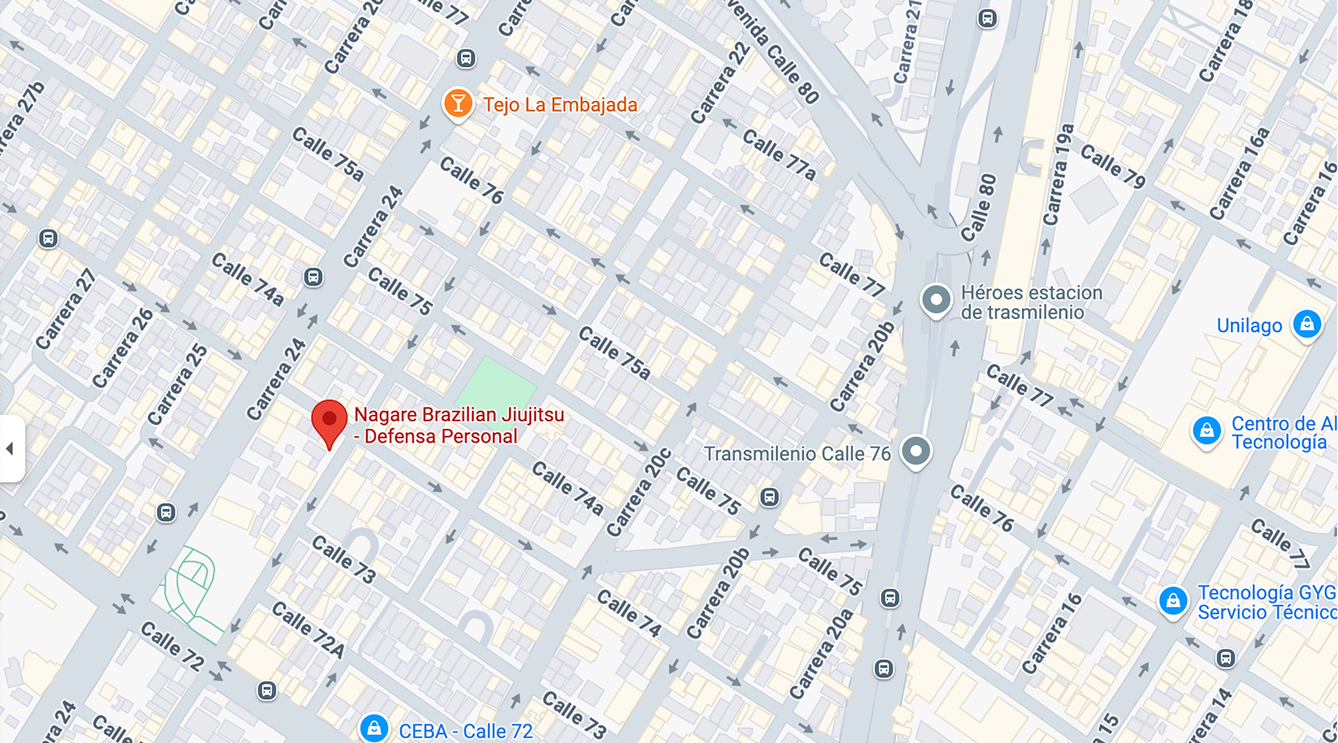 Calle 77
Carrera 21
Carrera 18
Carrera 28
Avenida Calle 80
Carrera 22
Tejo La Embajada
Carrera 27b
Calle 75a
Calle 76
Calle 77a
Carrera 19a
Calle 79
Carrera 16a
Carrera 16
Carrera 24
Calle 80
Calle 74a
Calle 75
Calle 77
Héroes estacion
de trasmilenio
Unilago
Carrera 27
Carrera 26
Carrera 25
Carrera 24
Calle 75a
Carrera 20b
Calle 77
Nagare Brazilian Jiujitsu
- Defensa Personal
Centro de Al
Tecnología
Transmilenio Calle 76
Calle 74a
Carrera 20c
Calle 75
Calle 76
Calle 77
Calle 73
Carrera 20b
Calle 75
Tecnología GYG
Servicio Técnico
Calle 72A
Calle 74
Carrera 20a
Carrera 16
Calle 72
Carrera 24
Calle 73
Carrera 14
CEBA - Calle 72